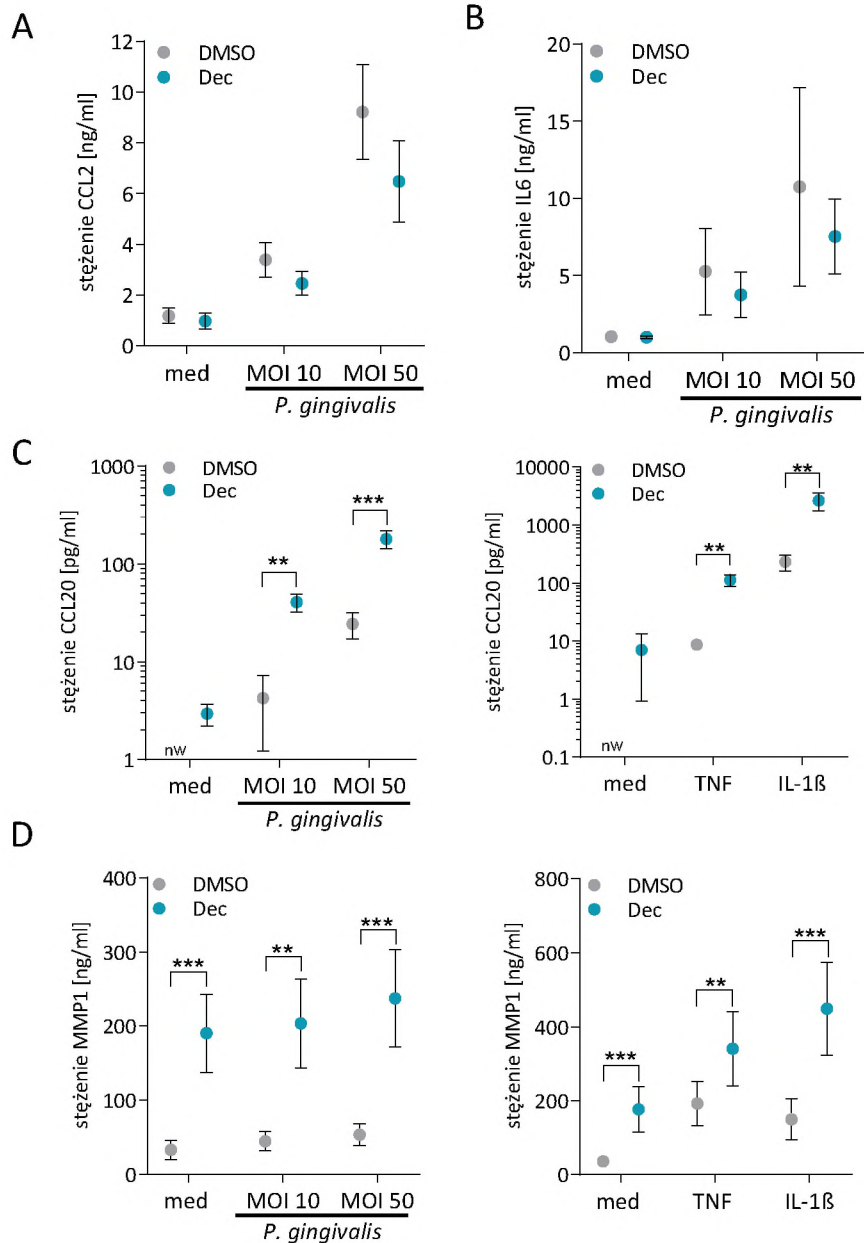 A
DMSO
Dec
stężenie CCL2 [ng/ml]
12
10
8
6
4
2
0
med
MOI 10
MOI 50
P. gingivalis
B
DMSO
Dec
stężenie IL6 [ng/ml]
20
15
10
5
0
med
MOI 10
MOI 50
P. gingivalis
C
DMSO
Dec
stężenie CCL20 [pg/ml]
1000
100
10
1
**
***
nw
med
MOI 10
MOI 50
P. gingivalis
DMSO
Dec
stężenie CCL20 [pg/ml]
10000
1000
100
10
1
0.1
**
**
nw
med
TNF
IL-1ß
D
DMSO
Dec
stężenie MMP1 [ng/ml]
400
300
200
100
0
***
**
***
med
MOI 10
MOI 50
P. gingivalis
DMSO
Dec
stężenie MMP1 [ng/ml]
800
600
400
200
0
***
**
***
med
TNF
IL-1ß